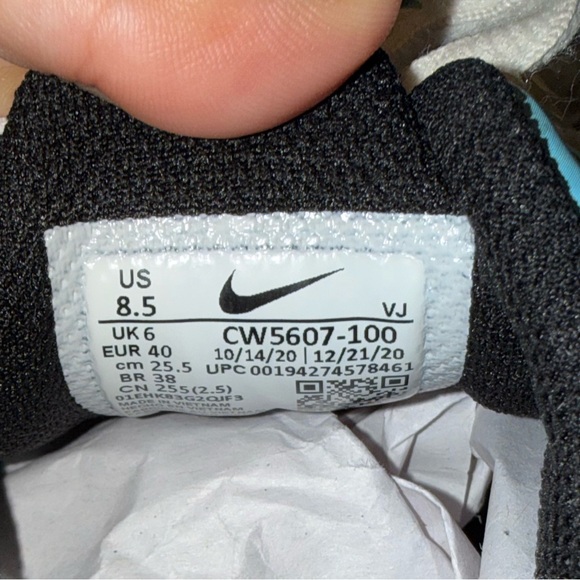 US
8.5
VJ
UK 6
CW5607-100
EUR 40
10/14/20 | 12/21/20
cm 25.5
UPC 00194274578461
BR 38
CN 255(2.5)
01EHK83G2QJF3
MADE IN VIETNAM